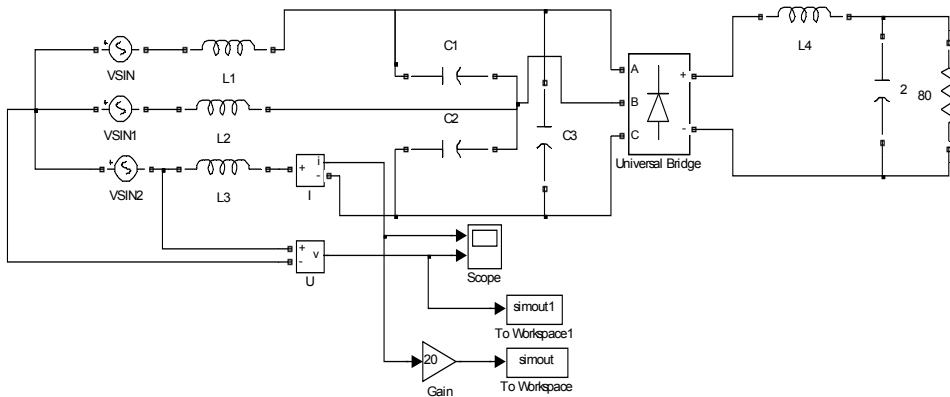 VSIN
L1
C1
L4
VSIN1
L2
C2
C3
A
B
C
+
-
Universal Bridge
2
80
VSIN2
L3
+
i
-
I
+
-
v
U
Scope
simout1
To Workspace1
20
Gain
simout
To Workspace